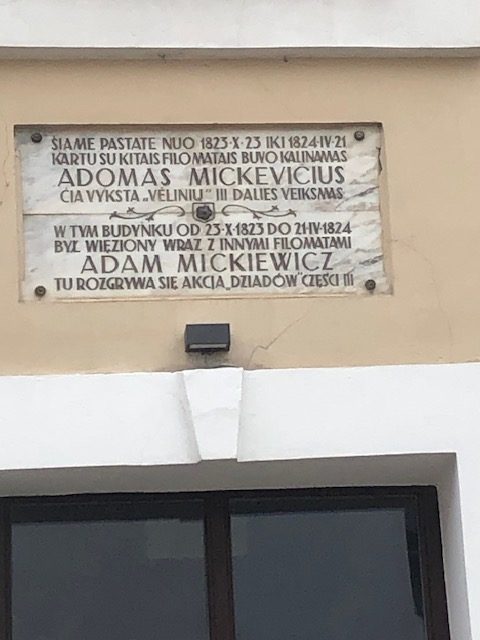 ŠIAME PASTATE NUO 1823·X·23 IKI 1824·IV·21
KARTU SU KITAIS FILOMATAIS BUVO KALINAMAS
ADOMAS MICKEVICIUS
ČIA VYKSTA „VĖLINIŲ” III DALIES VEIKSMAS
W TYM BUDYNKU OD 23·X·1823 DO 21·IV·1824
BYŁ WIĘZIONY WRAZ Z INNYMI FILOMATAMI
ADAM MICKIEWICZ
TU ROZGRYWA SIĘ AKCJA „DZIADÓW” CZĘŚCI III